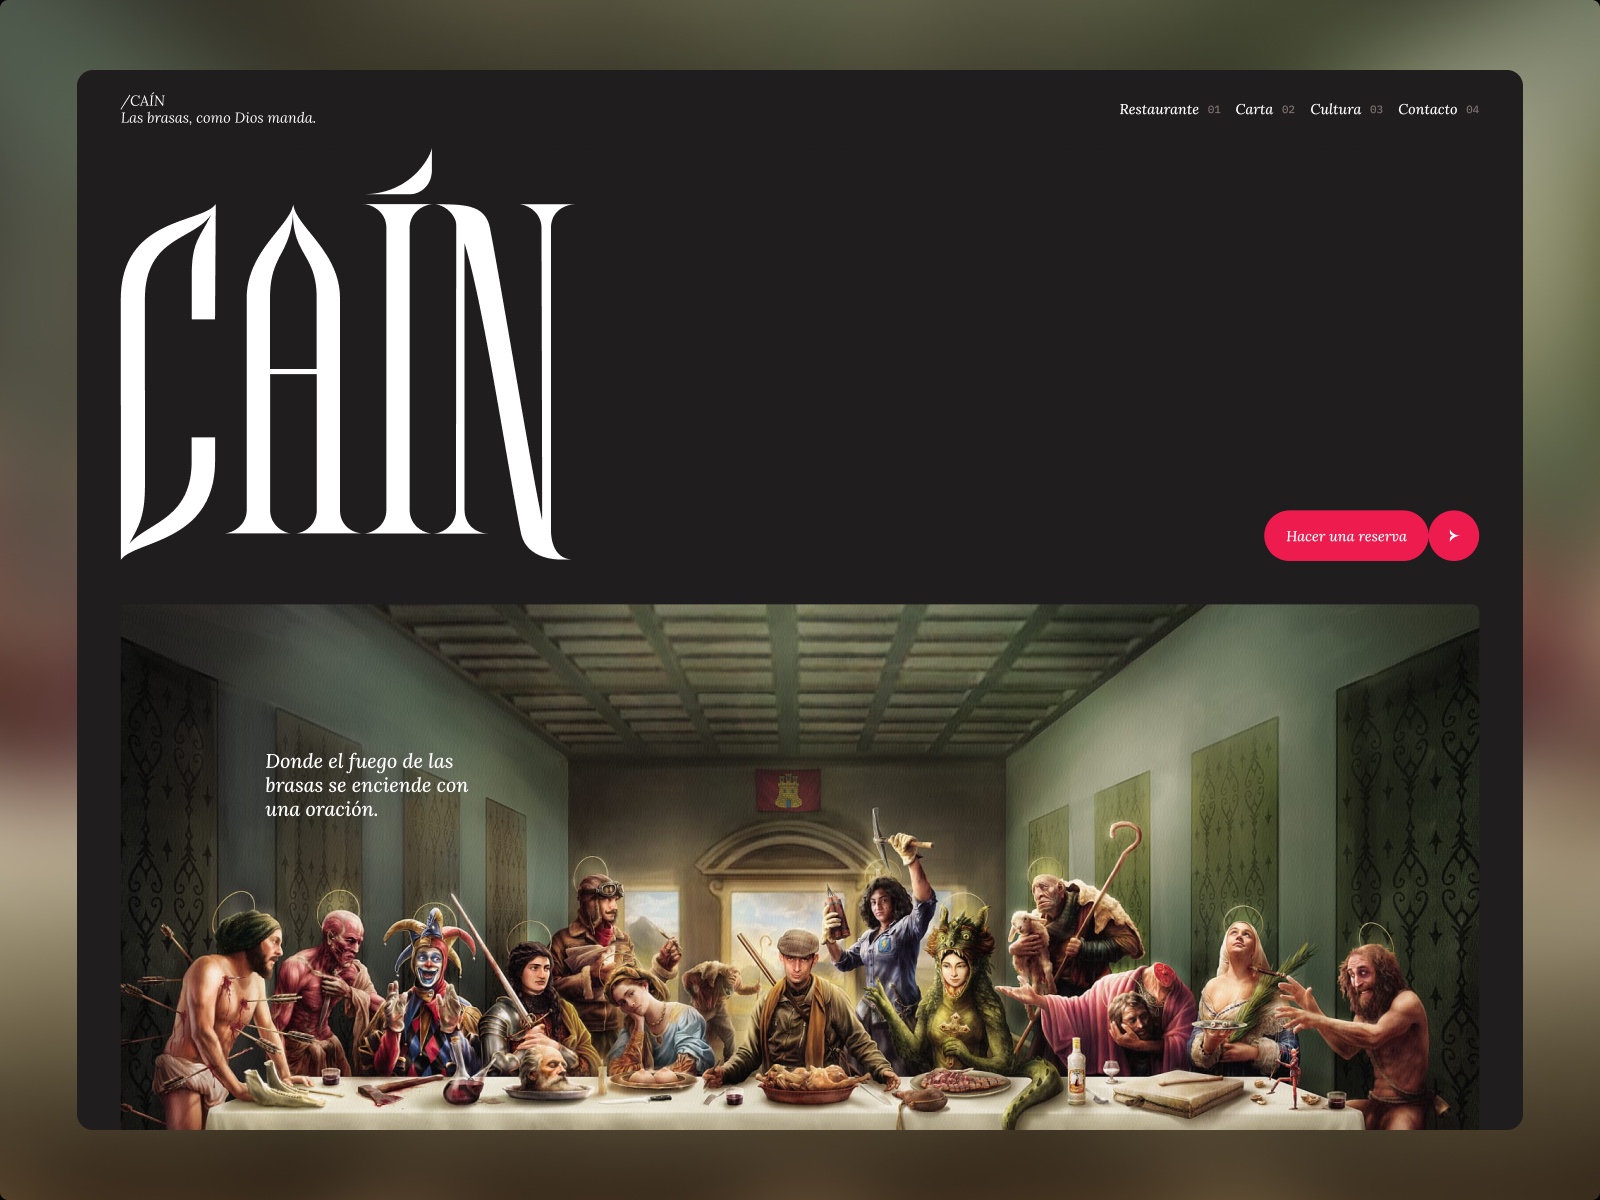 /CAÍN
Las brasas, como Dios manda.
Restaurante 01 Carta 02 Cultura 03 Contacto 04
CAÍN
Hacer una reserva
Donde el fuego de las
brasas se enciende con
una oración.